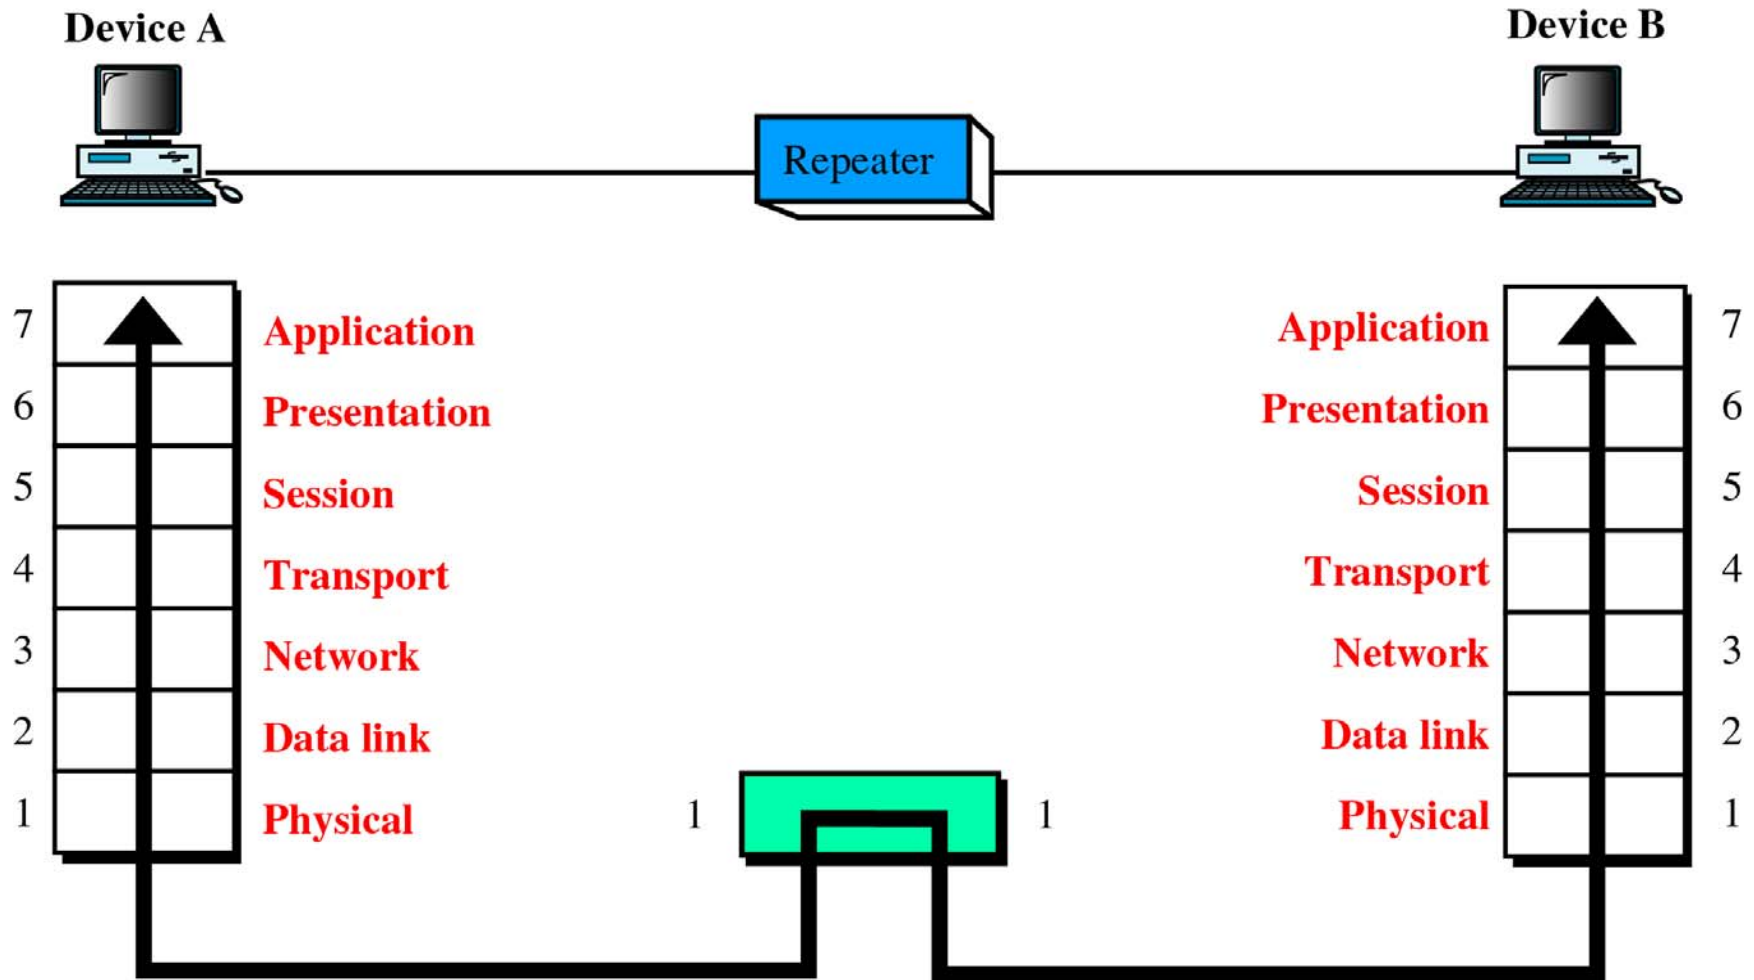 Device A
Device B
Repeater
7 Application Application 7
6 Presentation Presentation 6
5 Session Session 5
4 Transport Transport 4
3 Network Network 3
2 Data link Data link 2
1 Physical 1 1 Physical 1